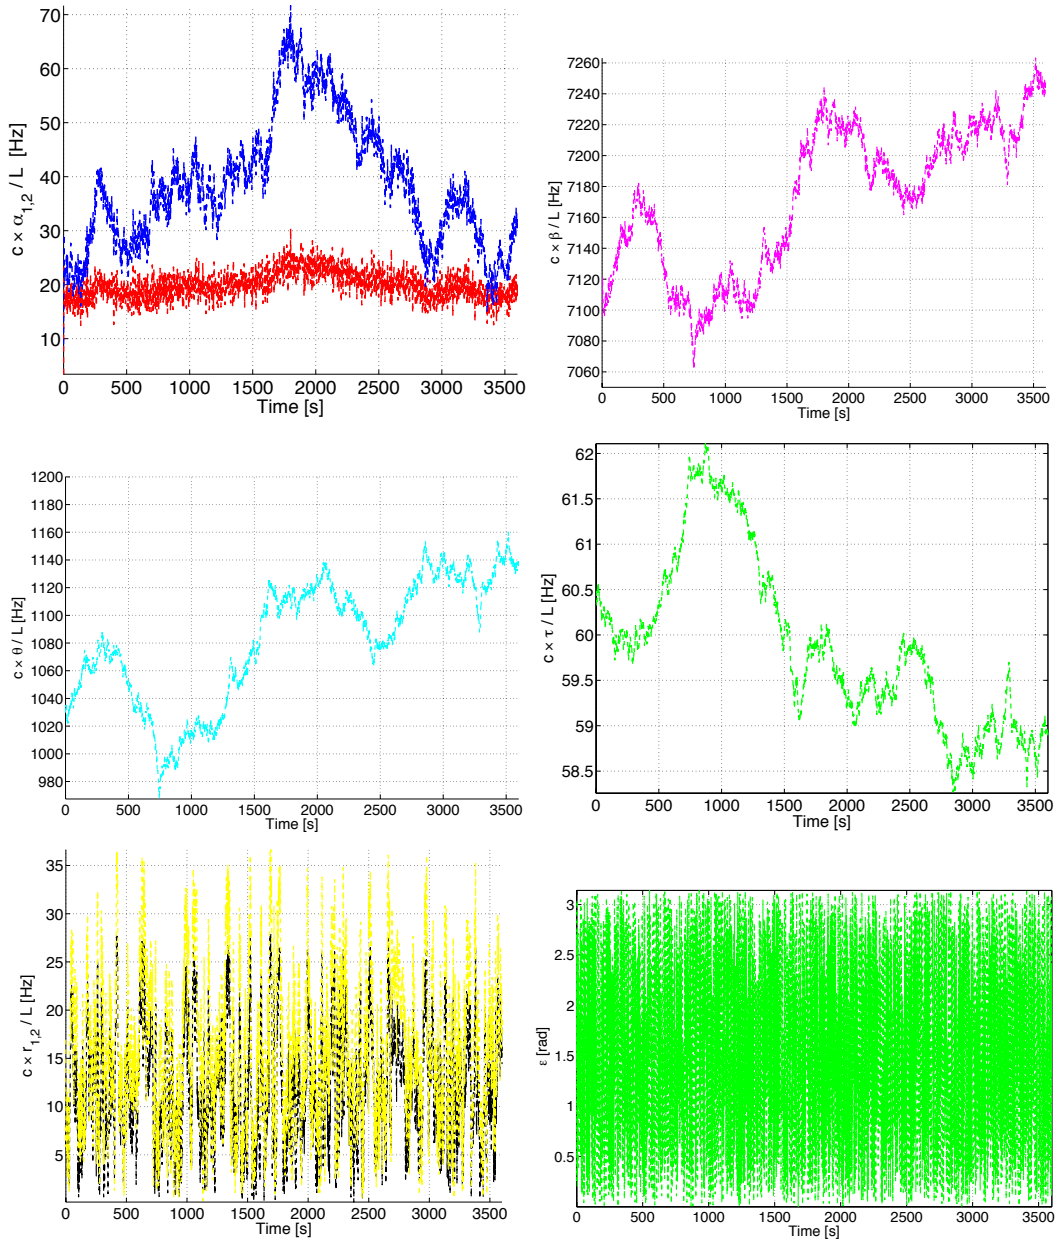 c × α1,2 / L [Hz]
70
60
50
40
30
20
10
0 500 1000 1500 2000 2500 3000 3500
Time [s]
c × β / L [Hz]
7260
7240
7220
7200
7180
7160
7140
7120
7100
7080
7060
0 500 1000 1500 2000 2500 3000 3500
Time [s]
c × θ / L [Hz]
1200
1180
1160
1140
1120
1100
1080
1060
1040
1020
1000
980
0 500 1000 1500 2000 2500 3000 3500
Time [s]
c × τ / L [Hz]
62
61.5
61
60.5
60
59.5
59
58.5
0 500 1000 1500 2000 2500 3000 3500
Time [s]
c × r1,2 / L [Hz]
35
30
25
20
15
10
5
0 500 1000 1500 2000 2500 3000 3500
Time [s]
ε [rad]
3
2.5
2
1.5
1
0.5
0 500 1000 1500 2000 2500 3000 3500
Time [s]